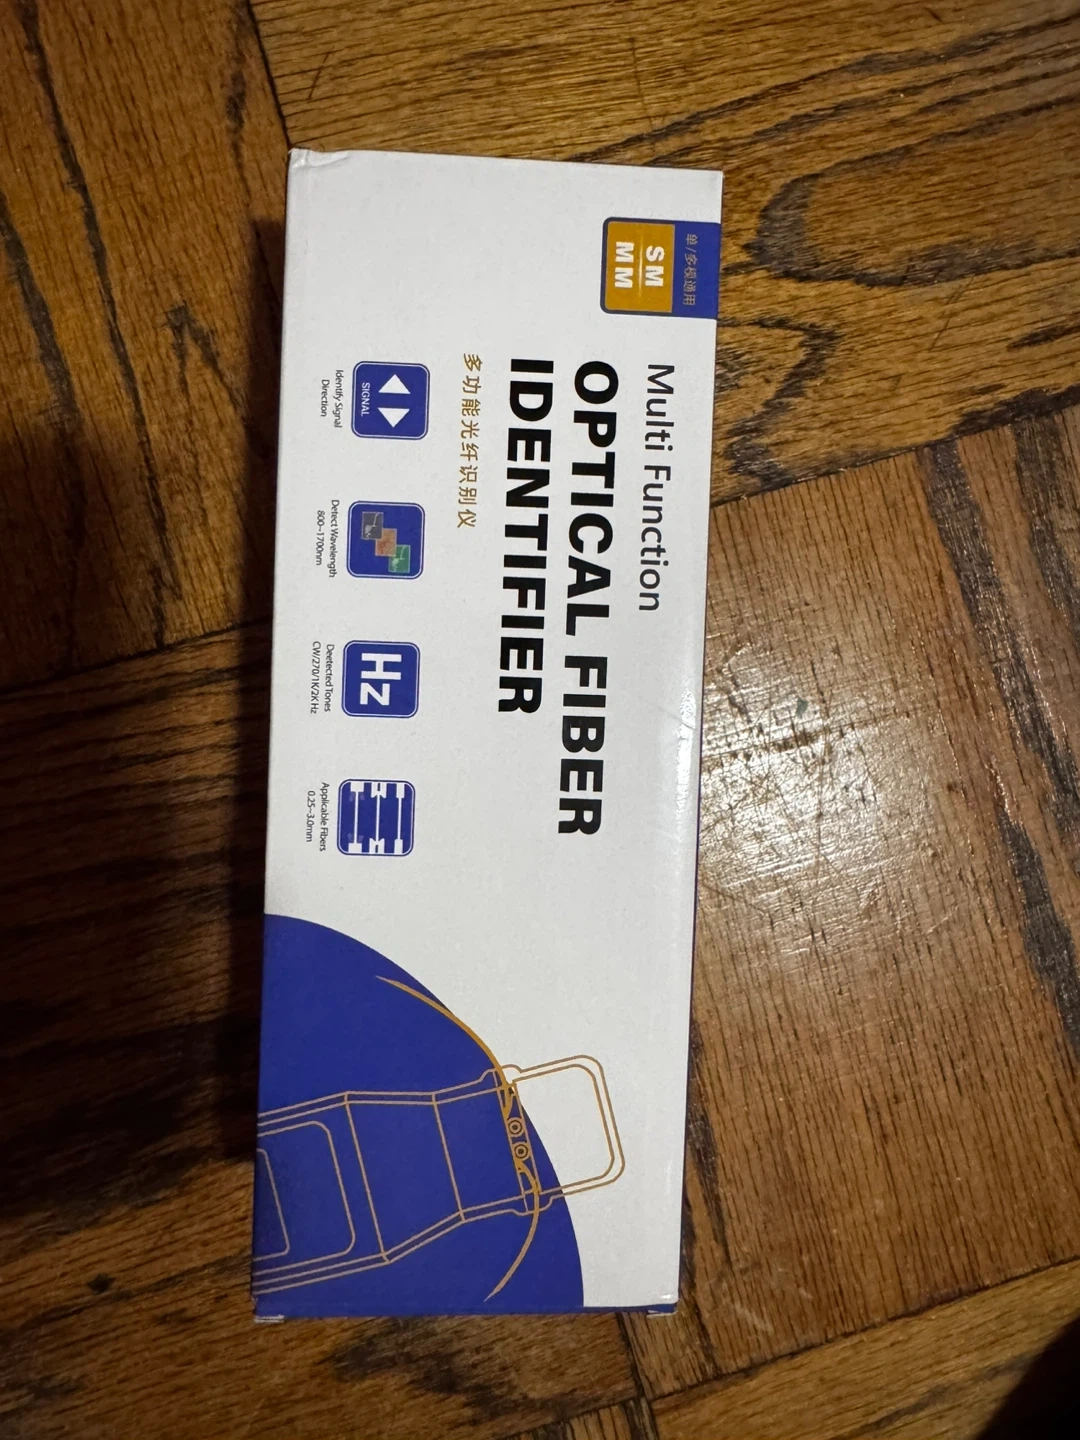 单/多模通用
SM
MM
Multi Function
OPTICAL FIBER
IDENTIFIER
多功能光纤识别仪
SIGNAL
Identify Signal
Direction
Detect Wavelength
800~1700nm
Hz
Deetected Tones
CW/270/1K/2K Hz
Applicable Fibers
0.25~3.0mm